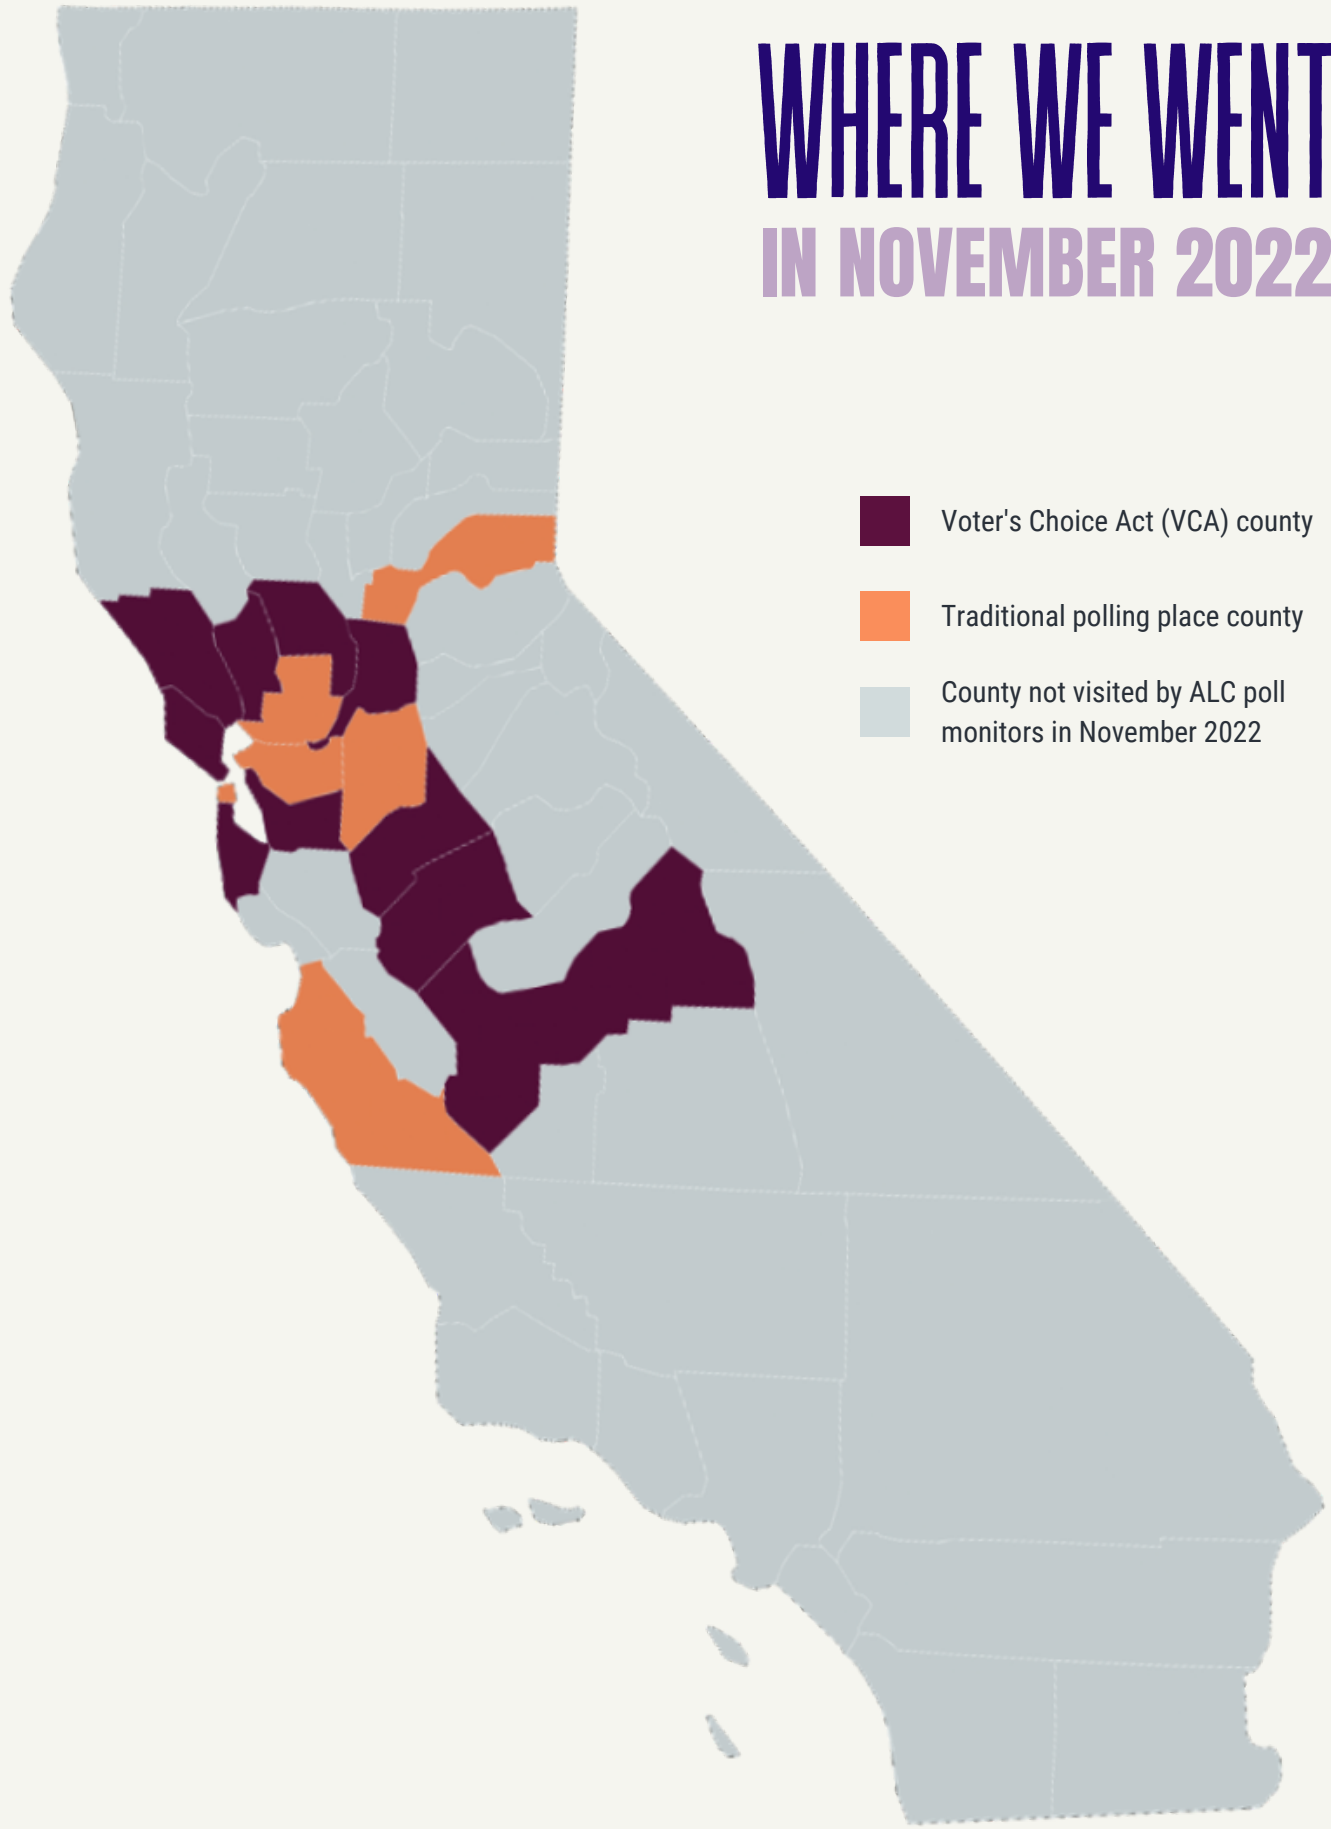 WHERE WE WENT
IN NOVEMBER 2022
Voter's Choice Act (VCA) county
Traditional polling place county
County not visited by ALC poll
monitors in November 2022